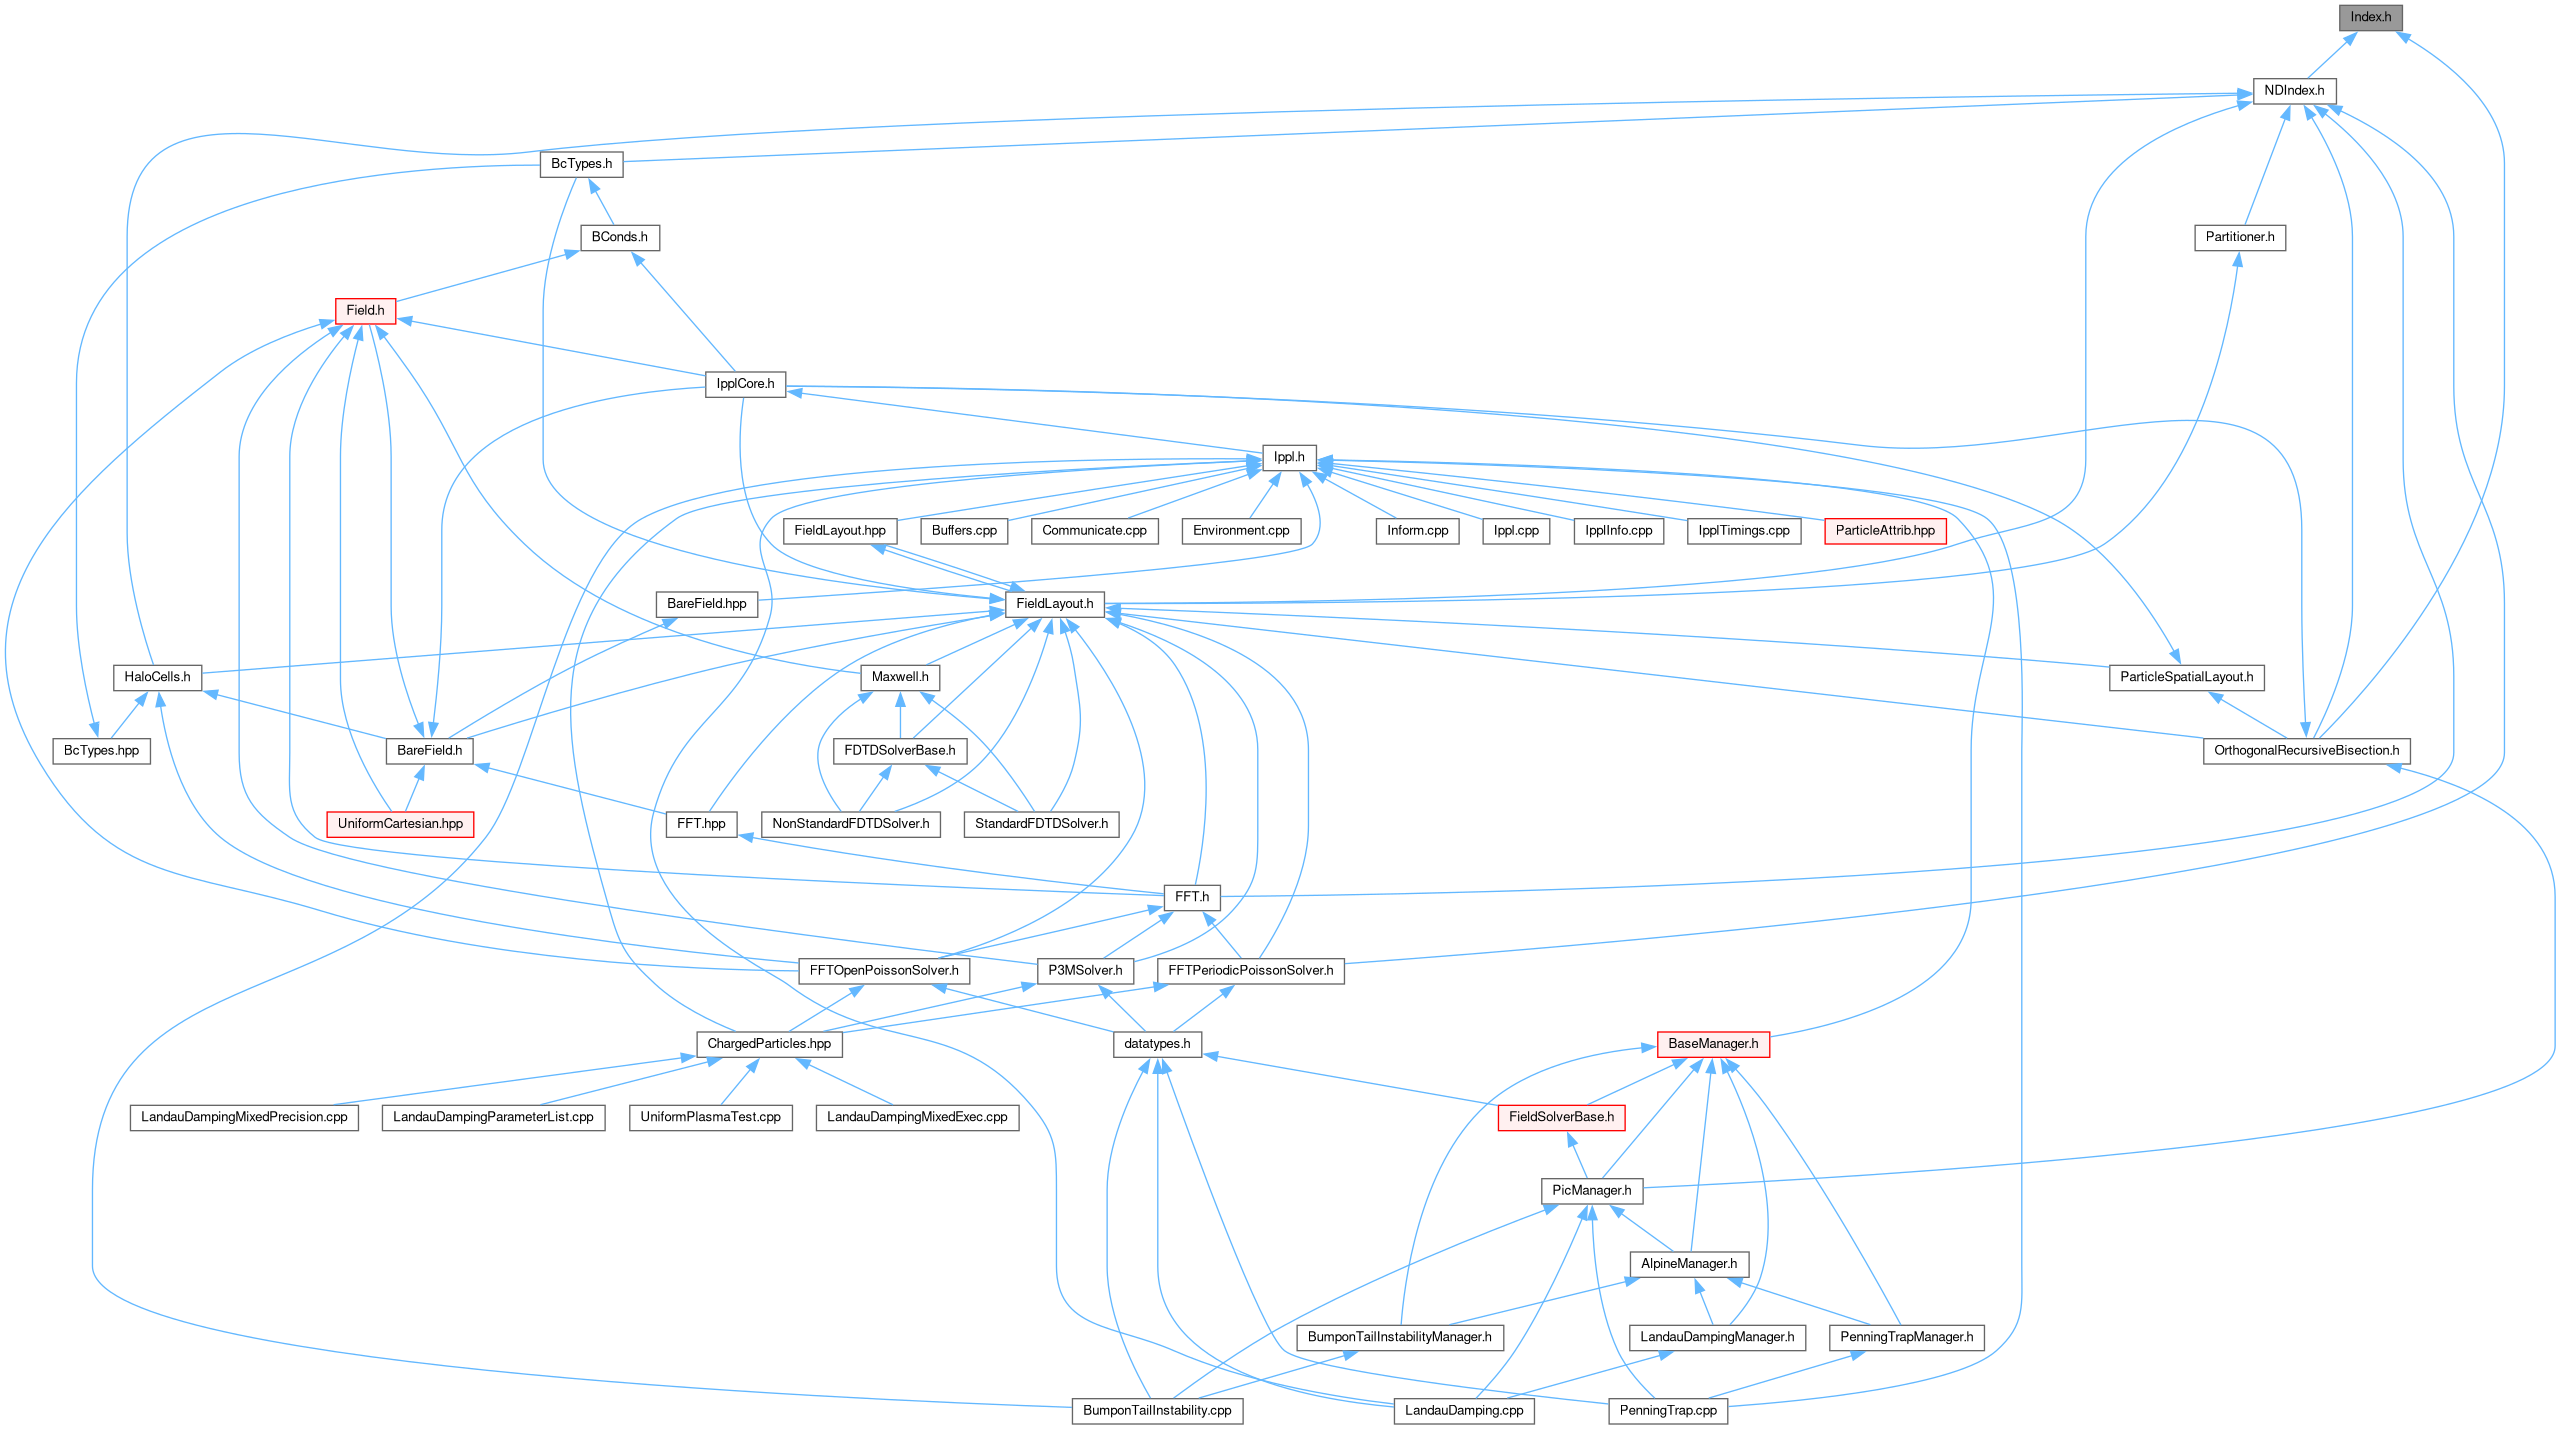 Index.h
NDIndex.h
BcTypes.h
BConds.h
Partitioner.h
Field.h
IpplCore.h
Ippl.h
FieldLayout.hpp
Buffers.cpp
Communicate.cpp
Environment.cpp
Inform.cpp
Ippl.cpp
IpplInfo.cpp
IpplTimings.cpp
ParticleAttrib.hpp
BareField.hpp
FieldLayout.h
HaloCells.h
Maxwell.h
ParticleSpatialLayout.h
BcTypes.hpp
BareField.h
FDTDSolverBase.h
OrthogonalRecursiveBisection.h
UniformCartesian.hpp
FFT.hpp
NonStandardFDTDSolver.h
StandardFDTDSolver.h
FFT.h
FFTOpenPoissonSolver.h
P3MSolver.h
FFTPeriodicPoissonSolver.h
ChargedParticles.hpp
datatypes.h
BaseManager.h
LandauDampingMixedPrecision.cpp
LandauDampingParameterList.cpp
UniformPlasmaTest.cpp
LandauDampingMixedExec.cpp
FieldSolverBase.h
PicManager.h
AlpineManager.h
BumponTailInstabilityManager.h
LandauDampingManager.h
PenningTrapManager.h
BumponTailInstability.cpp
LandauDamping.cpp
PenningTrap.cpp